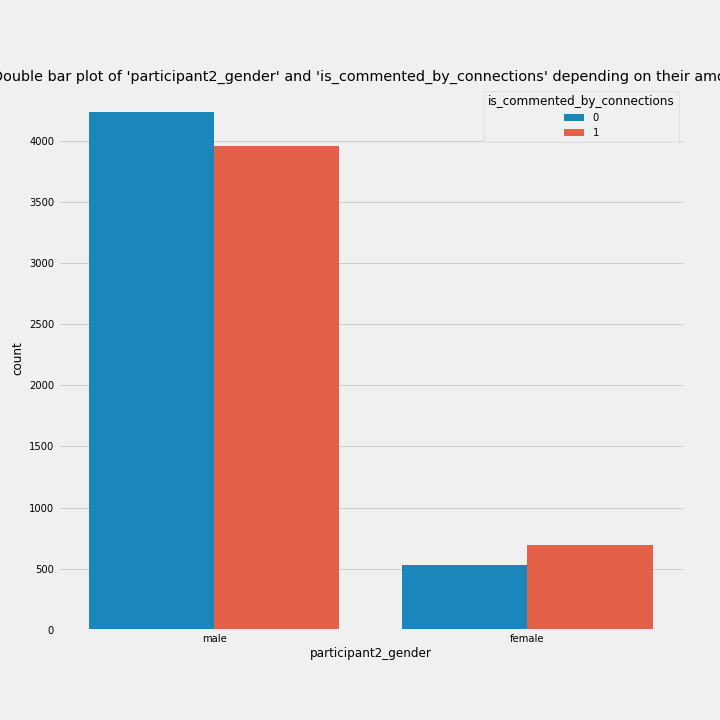 Double bar plot of 'participant2_gender' and 'is_commented_by_connections' depending on their
is_commented_by_connections
0
1
4000
3500
3000
2500
2000
1500
1000
500
0
count
male
female
participant2_gender